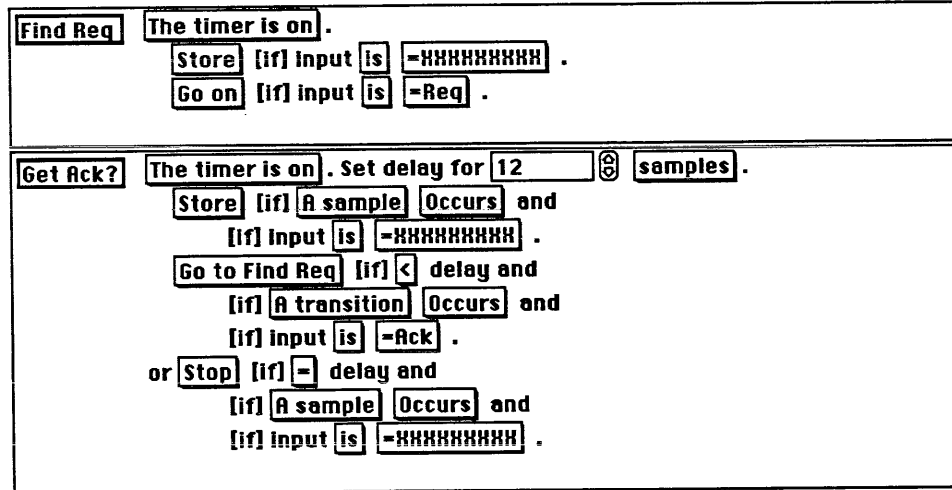 Find Req The timer is on .
Store [if] input is =XXXXXXXXX .
Go on [if] input is =Req .
Get Ack? The timer is on . Set delay for 12 samples .
Store [if] A sample Occurs and
[if] input is =XXXXXXXXX .
Go to Find Req [if] < delay and
[if] A transition Occurs and
[if] input is =Ack .
or Stop [if] = delay and
[if] A sample Occurs and
[if] input is =XXXXXXXXX .